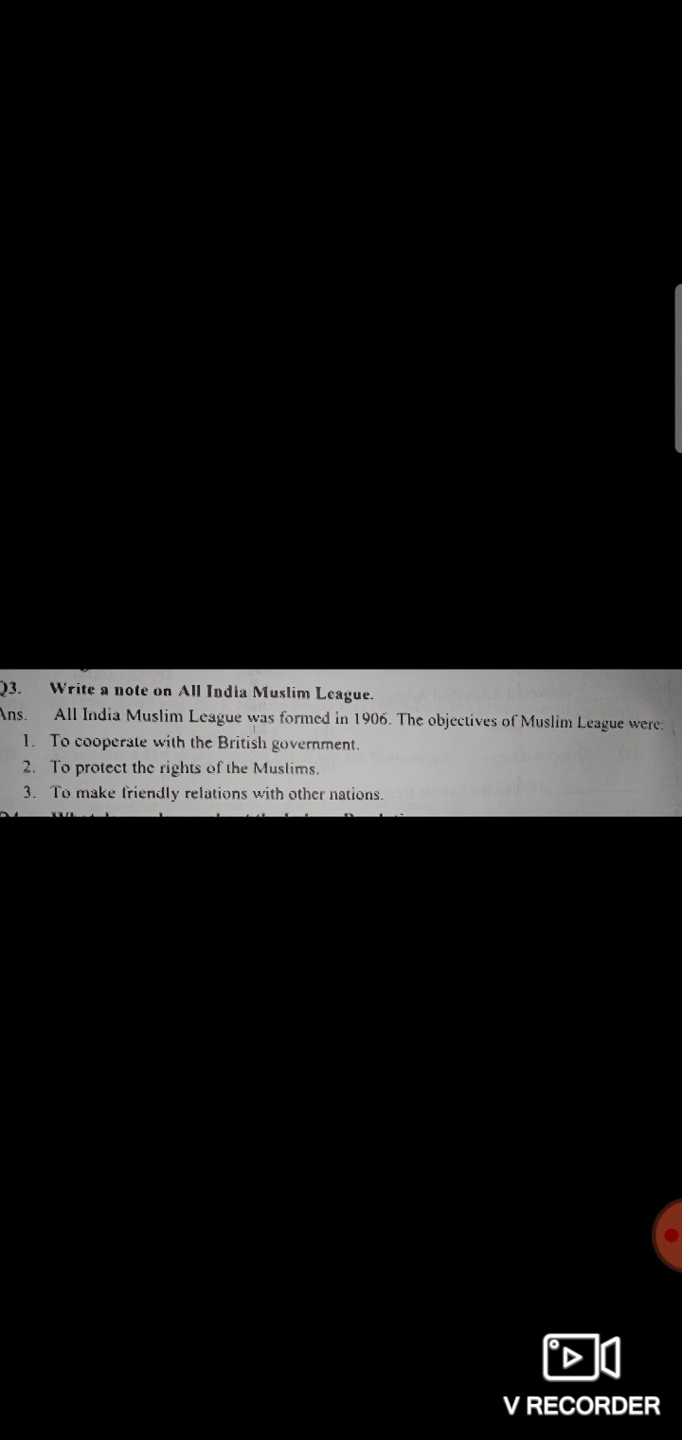 Q3. Write a note on All India Muslim League.
Ans. All India Muslim League was formed in 1906. The objectives of Muslim League were:
1. To cooperate with the British government.
2. To protect the rights of the Muslims.
3. To make friendly relations with other nations.
V RECORDER